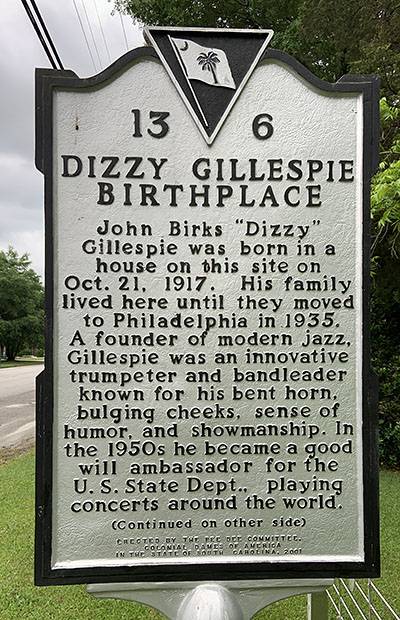 13 6
DIZZY GILLESPIE
BIRTHPLACE
John Birks "Dizzy"
Gillespie was born in a
house on this site on
Oct. 21, 1917. His family
lived here until they moved
to Philadelphia in 1935.
A founder of modern jazz,
Gillespie was an innovative
trumpeter and bandleader
known for his bent horn,
bulging cheeks, sense of
humor, and showmanship. In
the 1950s he became a good
will ambassador for the
U.S. State Dept., playing
concerts around the world.
(Continued on other side)
ERECTED BY THE PEE DEE COMMITTEE,
COLONIAL DAMES OF AMERICA
IN THE STATE OF SOUTH CAROLINA, 2001